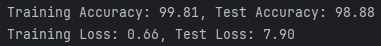 Training Accuracy: 99.81, Test Accuracy: 98.88
Training Loss: 0.66, Test Loss: 7.90